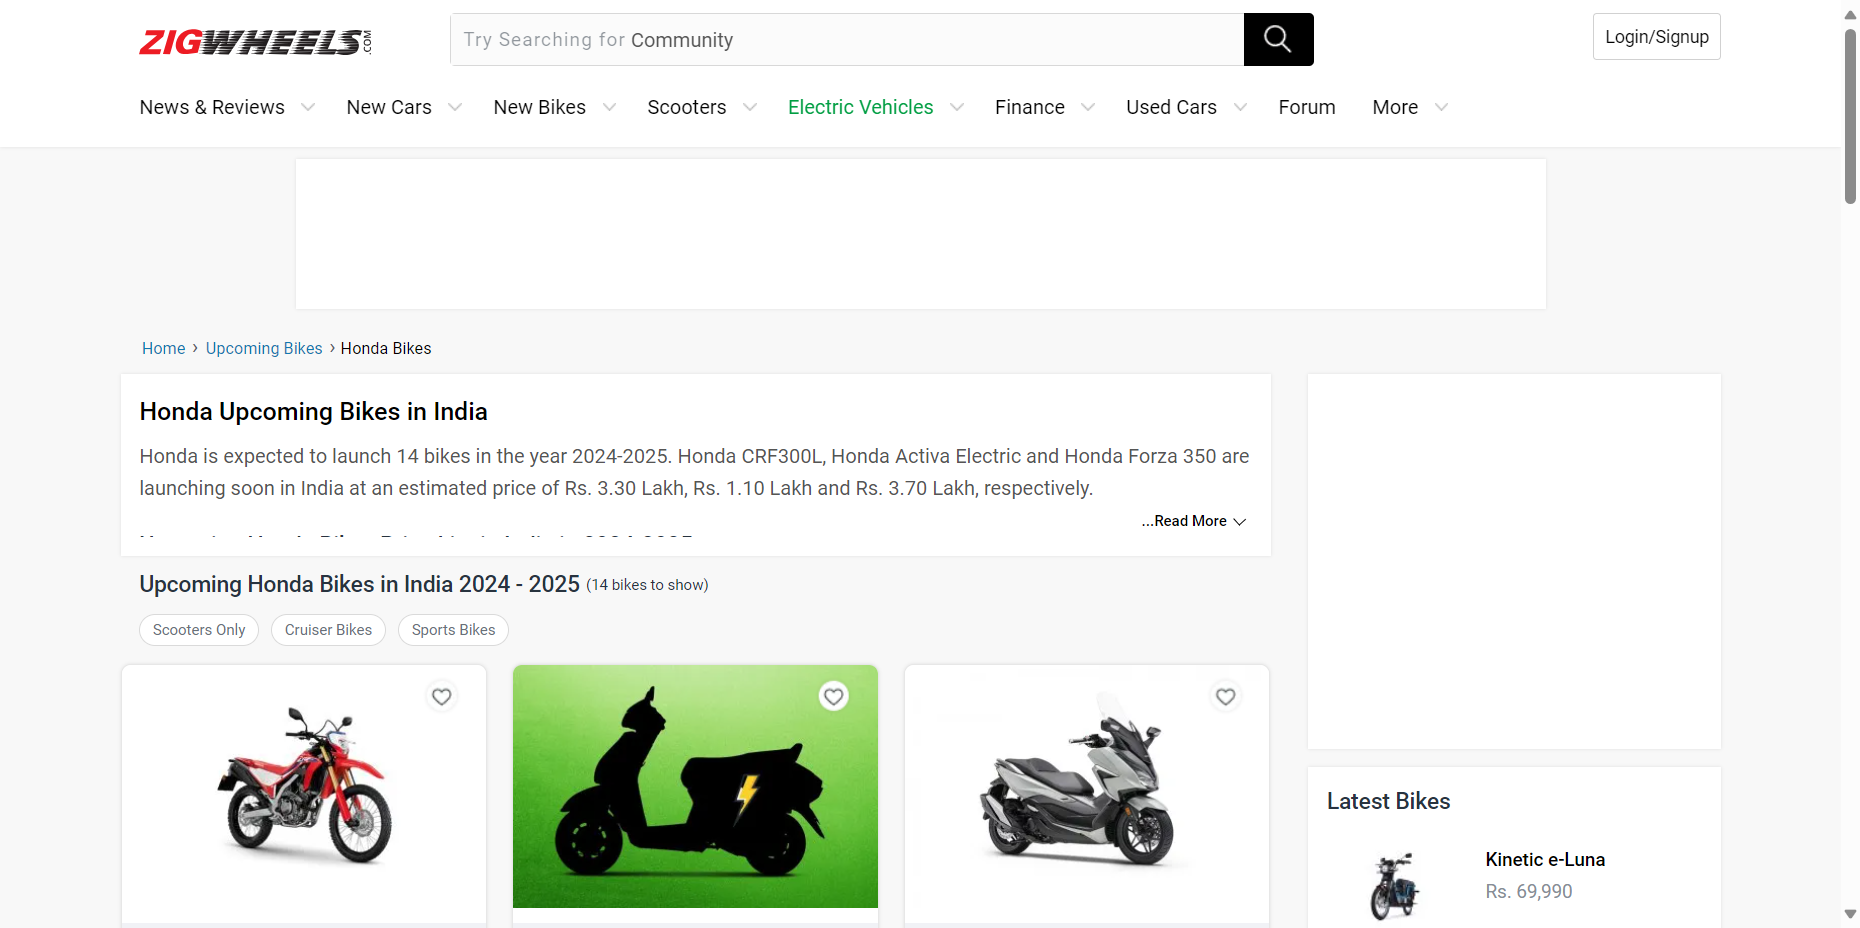 ZIGWHEELS.COM
Try Searching for Community
Login/Signup
News & Reviews New Cars New Bikes Scooters Electric Vehicles Finance Used Cars Forum More
Home › Upcoming Bikes › Honda Bikes
Honda Upcoming Bikes in India
Honda is expected to launch 14 bikes in the year 2024-2025. Honda CRF300L, Honda Activa Electric and Honda Forza 350 are
launching soon in India at an estimated price of Rs. 3.30 Lakh, Rs. 1.10 Lakh and Rs. 3.70 Lakh, respectively.
...Read More
Upcoming Honda Bikes in India 2024 - 2025 (14 bikes to show)
Scooters Only Cruiser Bikes Sports Bikes
Latest Bikes
Kinetic e-Luna
Rs. 69,990